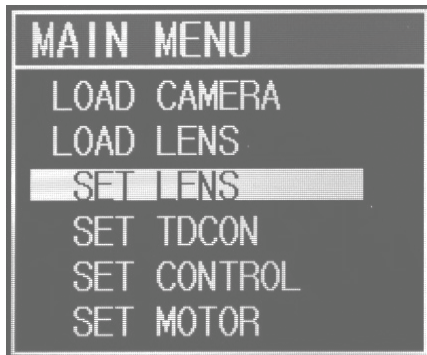 MAIN MENU
LOAD CAMERA
LOAD LENS
SET LENS
SET TDCON
SET CONTROL
SET MOTOR